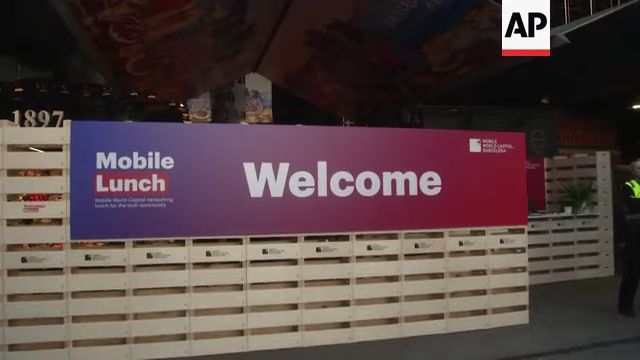 AP
1897
Mobile
Lunch
Mobile World Capital networking
lunch for the tech community.
Welcome
MOBILE
WORLD CAPITAL
BARCELONA